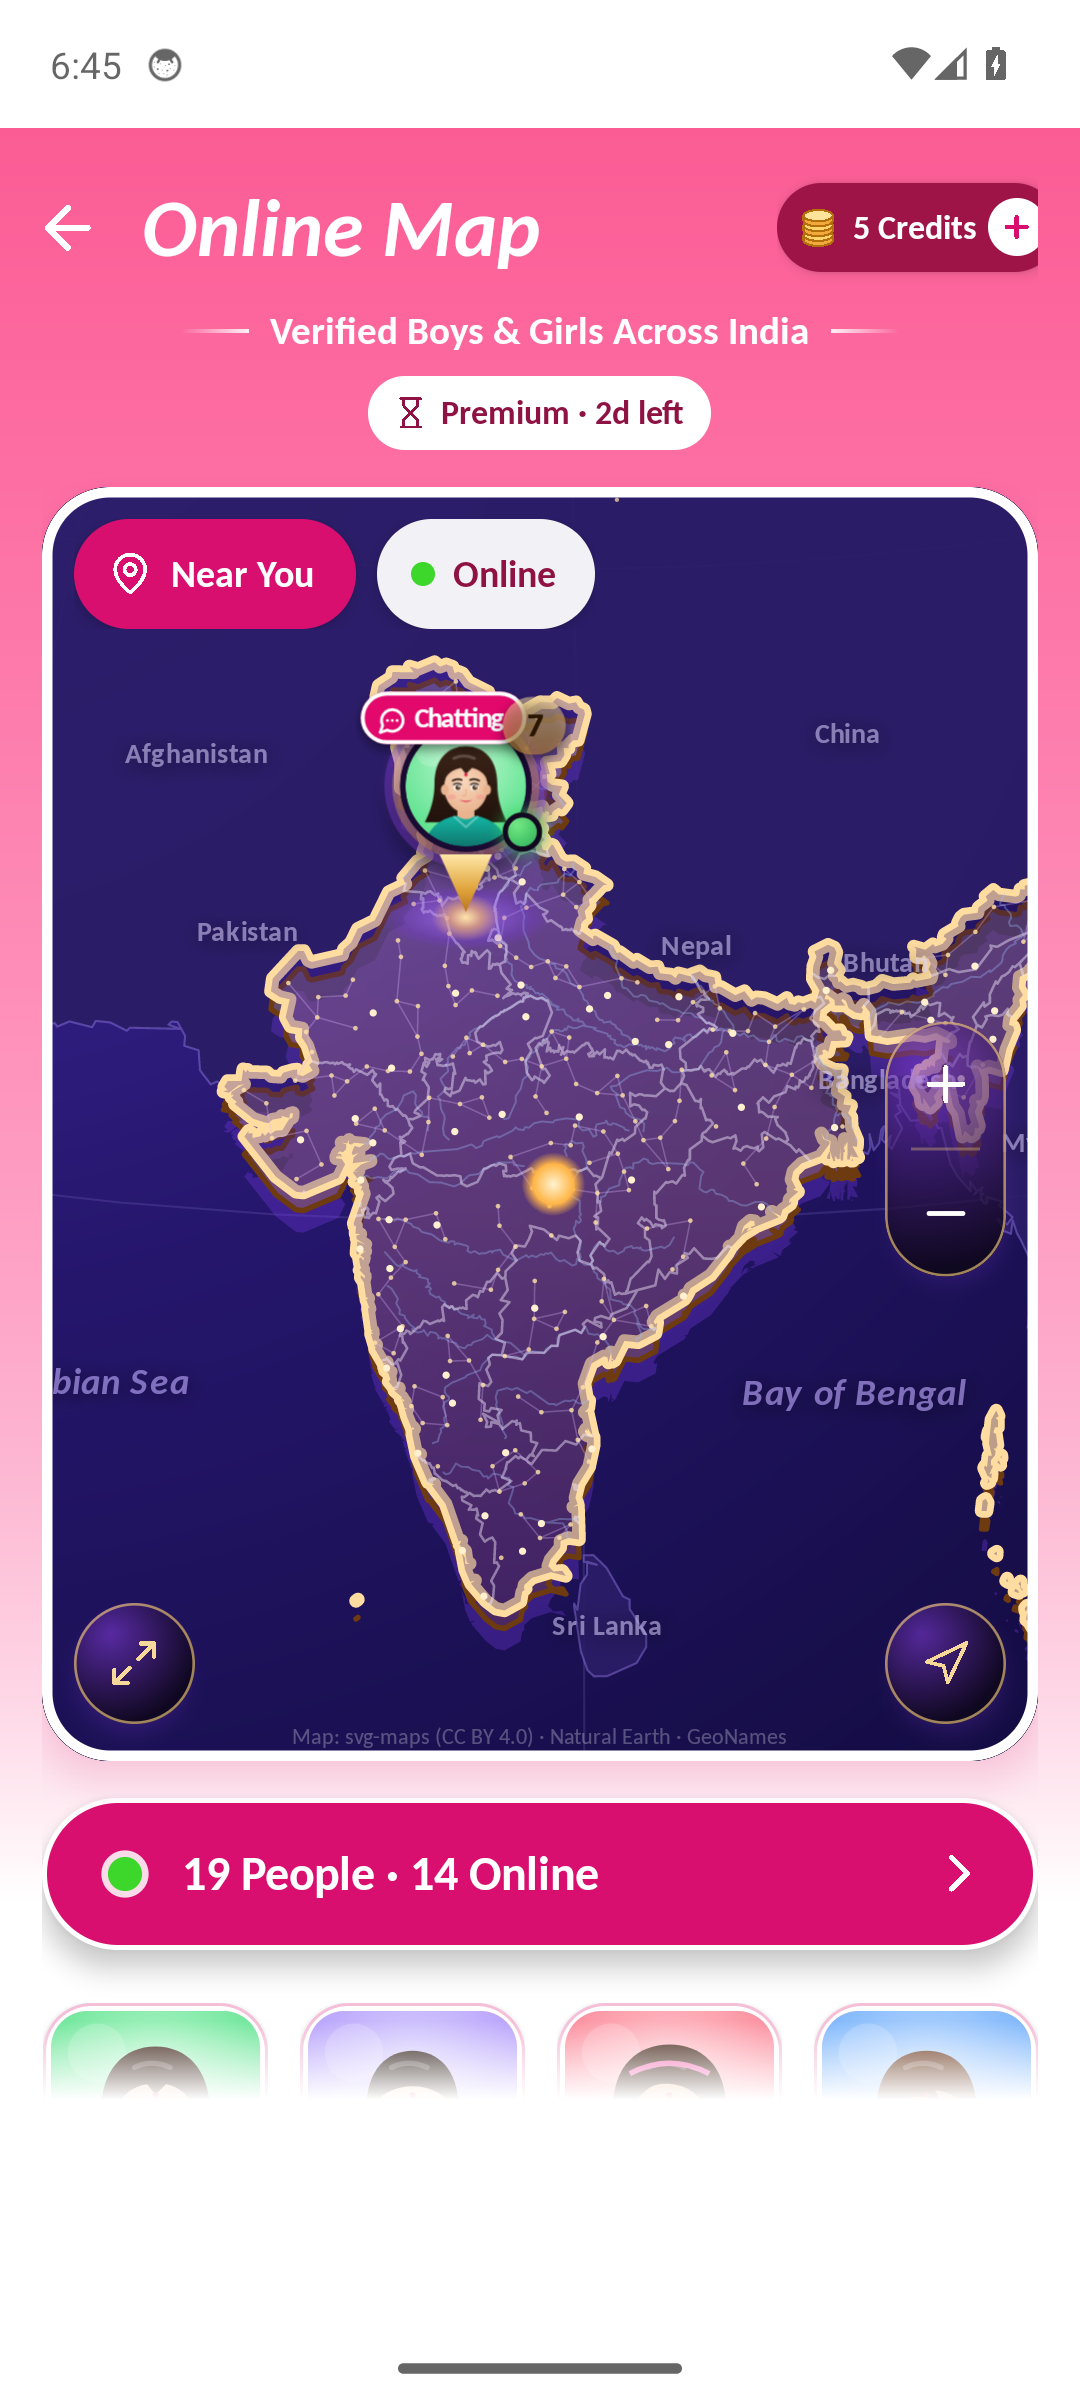 6:45
Online Map
5 Credits
Verified Boys & Girls Across India
Premium · 2d left
Near You
Online
Chatting
7
China
Afghanistan
Pakistan
Nepal
Bhutan
Bangladesh
My
bian Sea
Bay of Bengal
Sri Lanka
Map: svg-maps (CC BY 4.0) · Natural Earth · GeoNames
19 People · 14 Online